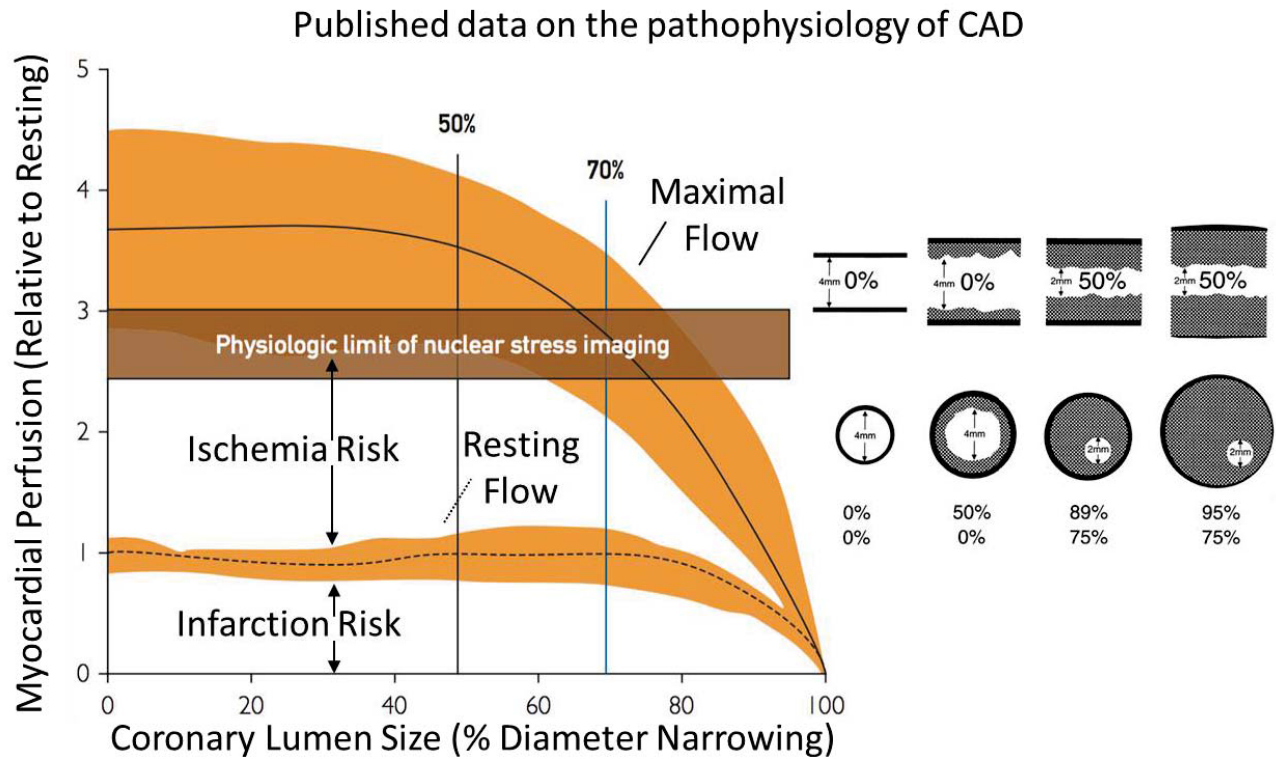 Published data on the pathophysiology of CAD
Myocardial Perfusion (Relative to Resting)
5
4
3
2
1
0
50%
70%
Maximal
Flow
Physiologic limit of nuclear stress imaging
Ischemia Risk
Resting
Flow
Infarction Risk
0 20 40 60 80 100
Coronary Lumen Size (% Diameter Narrowing)
4mm 0% 4mm 0% 2mm 50% 2mm 50%
4mm 4mm 2mm 2mm
0% 50% 89% 95%
0% 0% 75% 75%